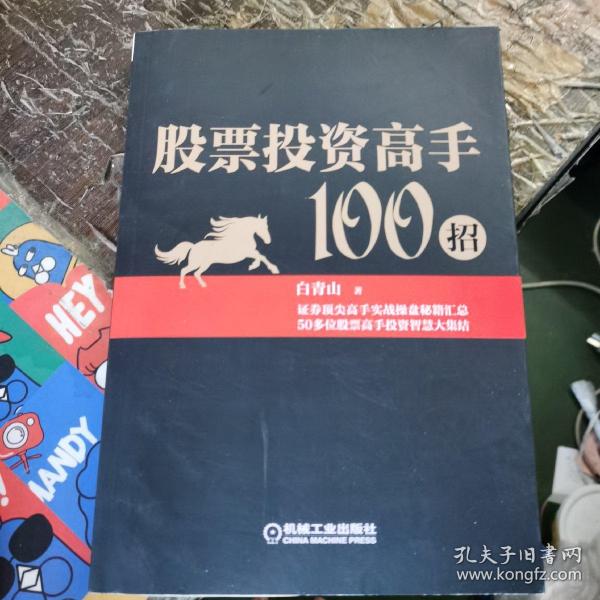 股票投资高手
100招
白青山 著
证券顶尖高手实战操盘秘籍汇总
50多位股票高手投资智慧大集结
机械工业出版社
CHINA MACHINE PRESS
HEY
MANDY
孔夫子旧书网
www.kongfz.com